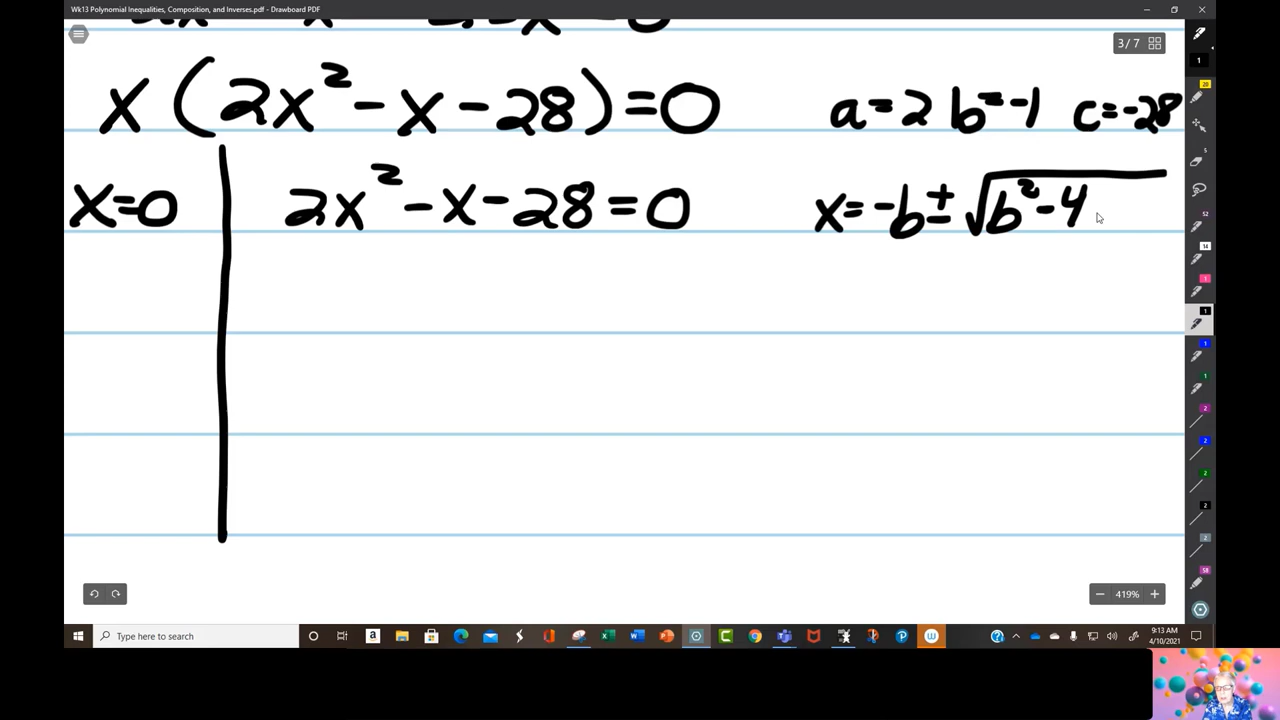 Wk13 Polynomial Inequalities, Composition, and Inverses.pdf - Drawboard PDF
3 / 7
x(2x²-x-28)=0
a=2 b=-1 c=-28
x=0
2x²-x-28=0
x=-b±√b²-4
419%
Type here to search
9:13 AM
4/10/2021